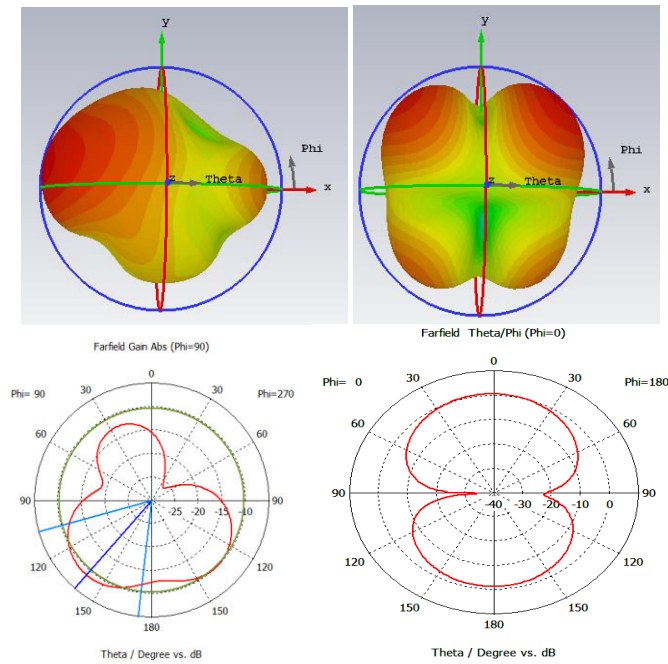 y
Phi
z
Theta
x
y
Phi
z
Theta
x
Farfield Gain Abs (Phi=90)
Phi= 90
0
Phi=270
30
30
60
60
90
-25
-15
-10
90
120
120
150
150
180
Theta / Degree vs. dB
Farfield Theta/Phi (Phi=0)
Phi= 0
0
Phi=180
30
30
60
60
90
-40
-30
-20
-10
0
90
120
120
150
150
180
Theta / Degree vs. dB